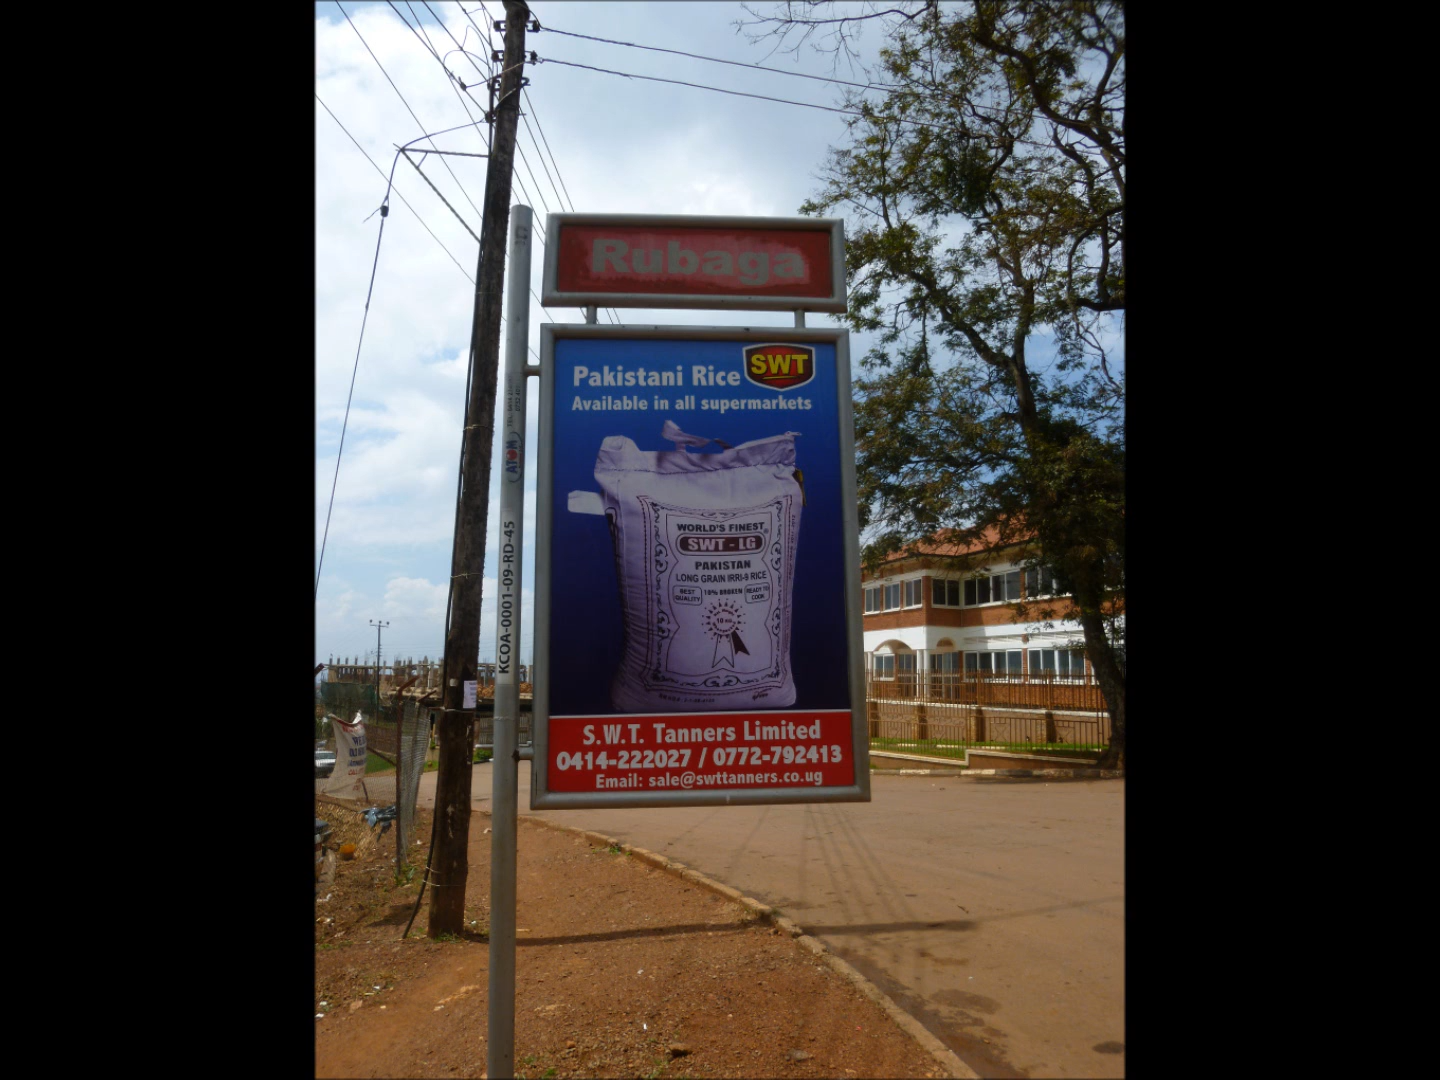 Rubaga
SWT
Pakistani Rice
Available in all supermarkets
WORLD'S FINEST
SWT - LG
PAKISTAN
LONG GRAIN IRRI-9 RICE
BEST QUALITY
10% BROKEN
READY TO COOK
S.W.T. Tanners Limited
0414-222027 / 0772-792413
Email: sale@swttanners.co.ug
ATOM
KCOA-0001-09-RD-45